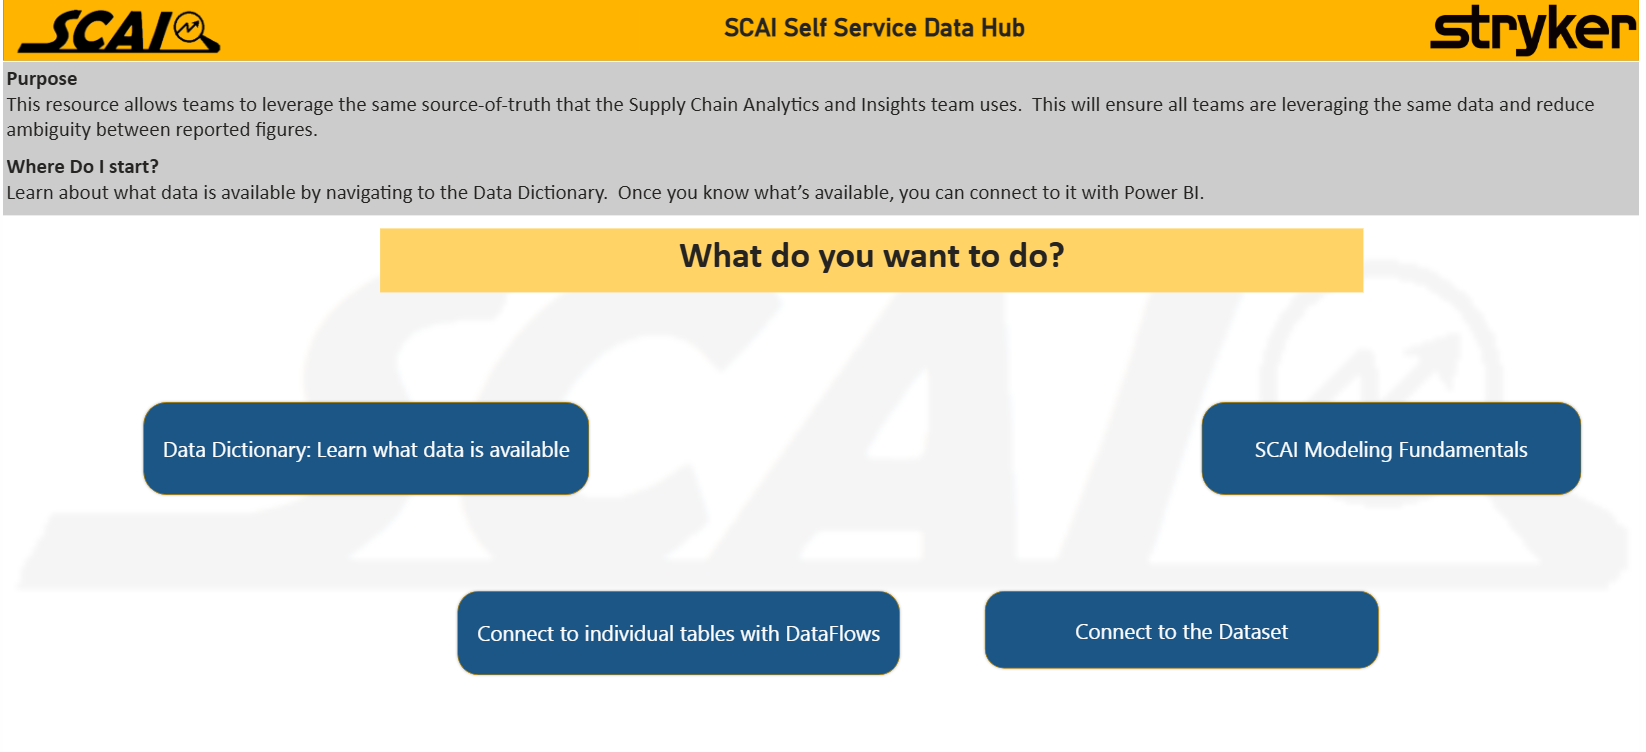 SCAI
SCAI Self Service Data Hub
stryker
Purpose
This resource allows teams to leverage the same source-of-truth that the Supply Chain Analytics and Insights team uses.  This will ensure all teams are leveraging the same data and reduce
ambiguity between reported figures.
Where Do I start?
Learn about what data is available by navigating to the Data Dictionary.  Once you know what’s available, you can connect to it with Power BI.
What do you want to do?
SCAI
Data Dictionary: Learn what data is available
SCAI Modeling Fundamentals
Connect to individual tables with DataFlows
Connect to the Dataset